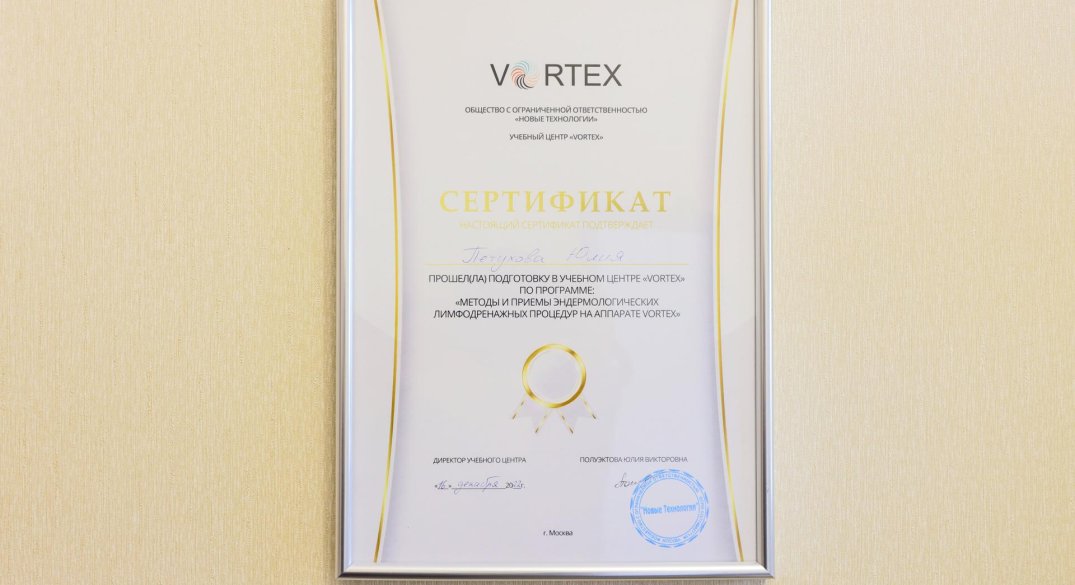 VORTEX
ОБЩЕСТВО С ОГРАНИЧЕННОЙ ОТВЕТСТВЕННОСТЬЮ
«НОВЫЕ ТЕХНОЛОГИИ»
УЧЕБНЫЙ ЦЕНТР «VORTEX»
СЕРТИФИКАТ
НАСТОЯЩИЙ СЕРТИФИКАТ ПОДТВЕРЖДАЕТ
Петухова Юлия
ПРОШЕЛ(ЛА) ПОДГОТОВКУ В УЧЕБНОМ ЦЕНТРЕ «VORTEX»
ПО ПРОГРАММЕ:
«МЕТОДЫ И ПРИЕМЫ ЭНДЕРМОЛОГИЧЕСКИХ
ЛИМФОДРЕНАЖНЫХ ПРОЦЕДУР НА АППАРАТЕ VORTEX»
ДИРЕКТОР УЧЕБНОГО ЦЕНТРА
ПОЛУЭКТОВА ЮЛИЯ ВИКТОРОВНА
«16» декабря 2022г.
"Новые Технологии"
г. Москва